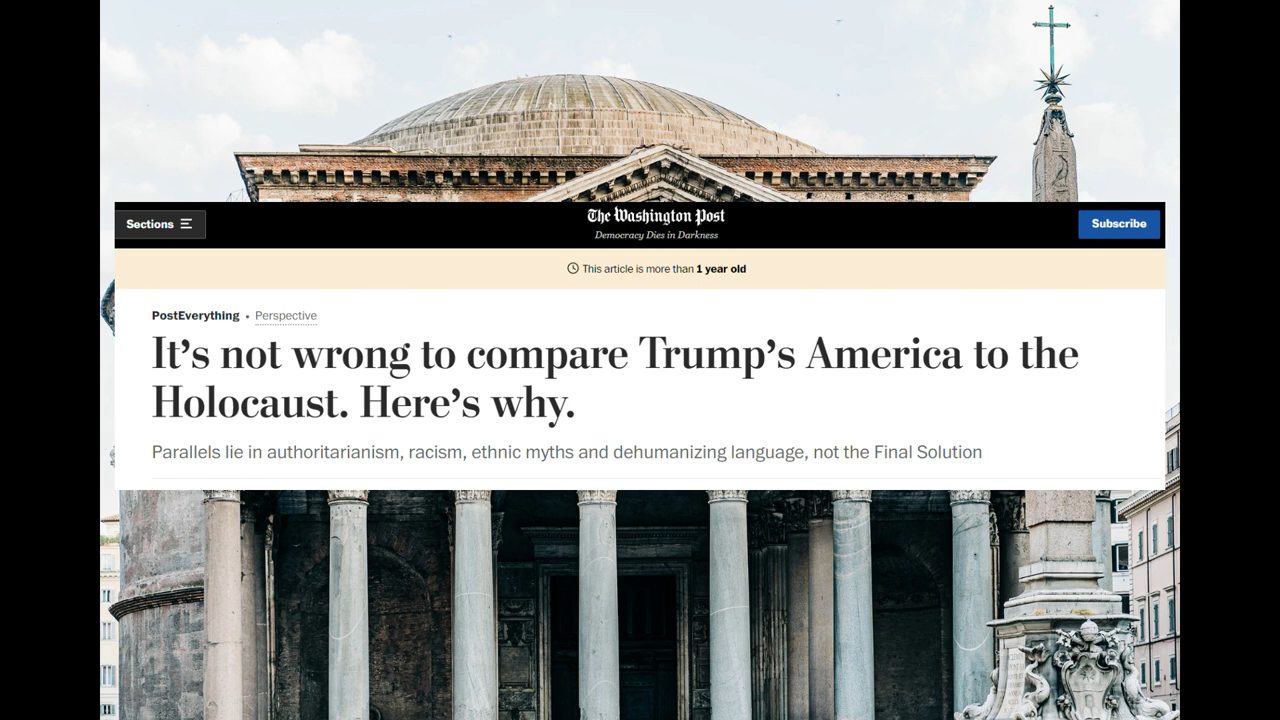 Sections
The Washington Post
Democracy Dies in Darkness
Subscribe
This article is more than 1 year old
PostEverything • Perspective
It’s not wrong to compare Trump’s America to the
Holocaust. Here’s why.
Parallels lie in authoritarianism, racism, ethnic myths and dehumanizing language, not the Final Solution